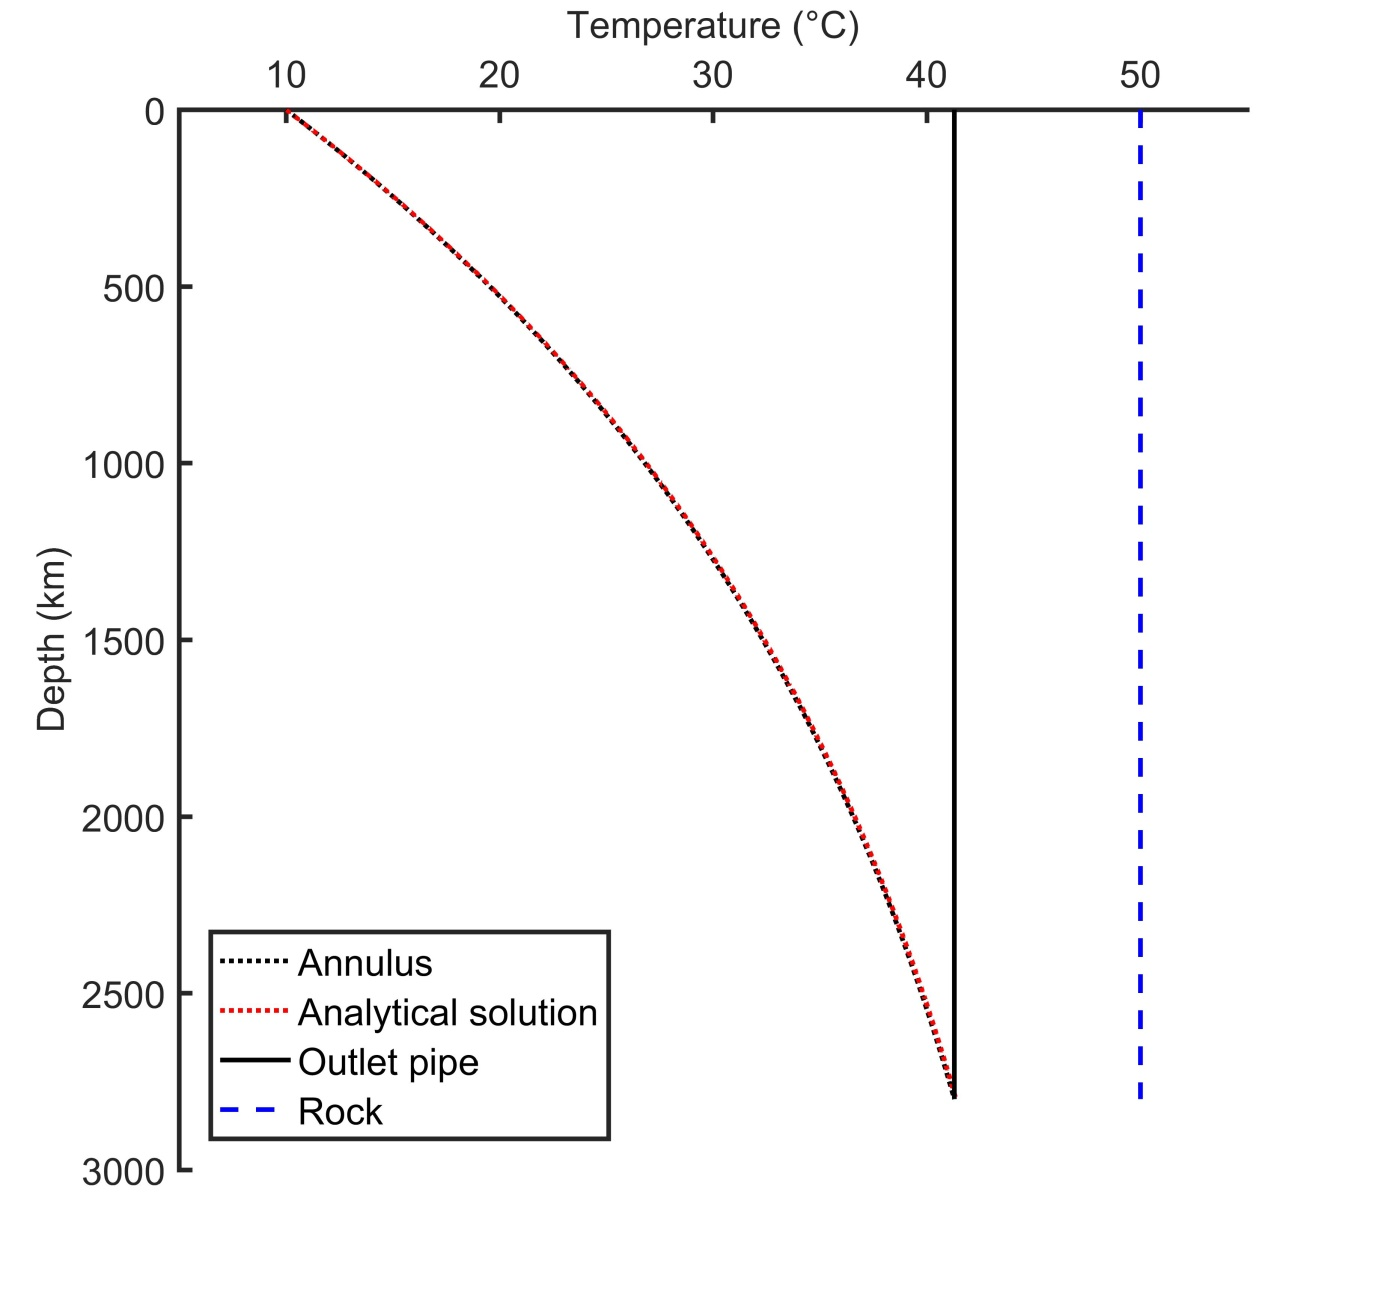 Temperature (°C)
10 20 30 40 50
0
500
1000
1500
2000
2500
3000
Depth (km)
Annulus
Analytical solution
Outlet pipe
Rock